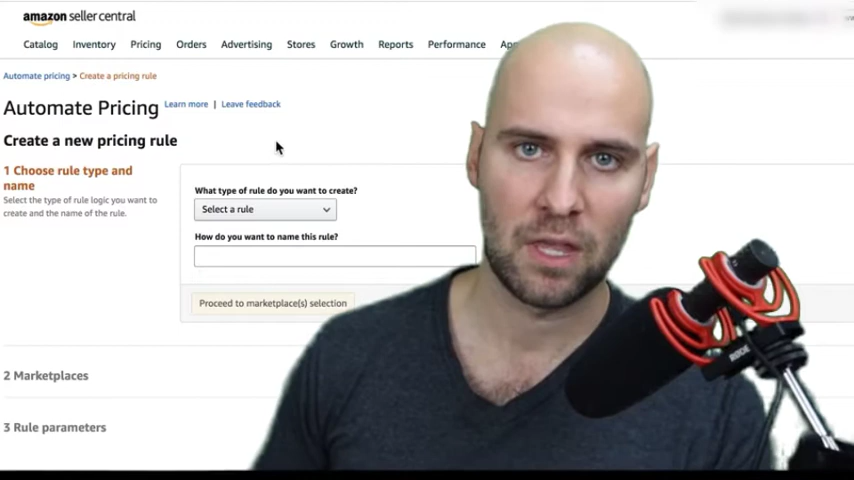 amazon seller central
Catalog Inventory Pricing Orders Advertising Stores Growth Reports Performance
Automate pricing > Create a pricing rule
Automate Pricing Learn more | Leave feedback
Create a new pricing rule
1 Choose rule type and
name
Select the type of rule logic you want to
create and the name of the rule.
What type of rule do you want to create?
Select a rule
How do you want to name this rule?
Proceed to marketplace(s) selection
2 Marketplaces
3 Rule parameters
RODE